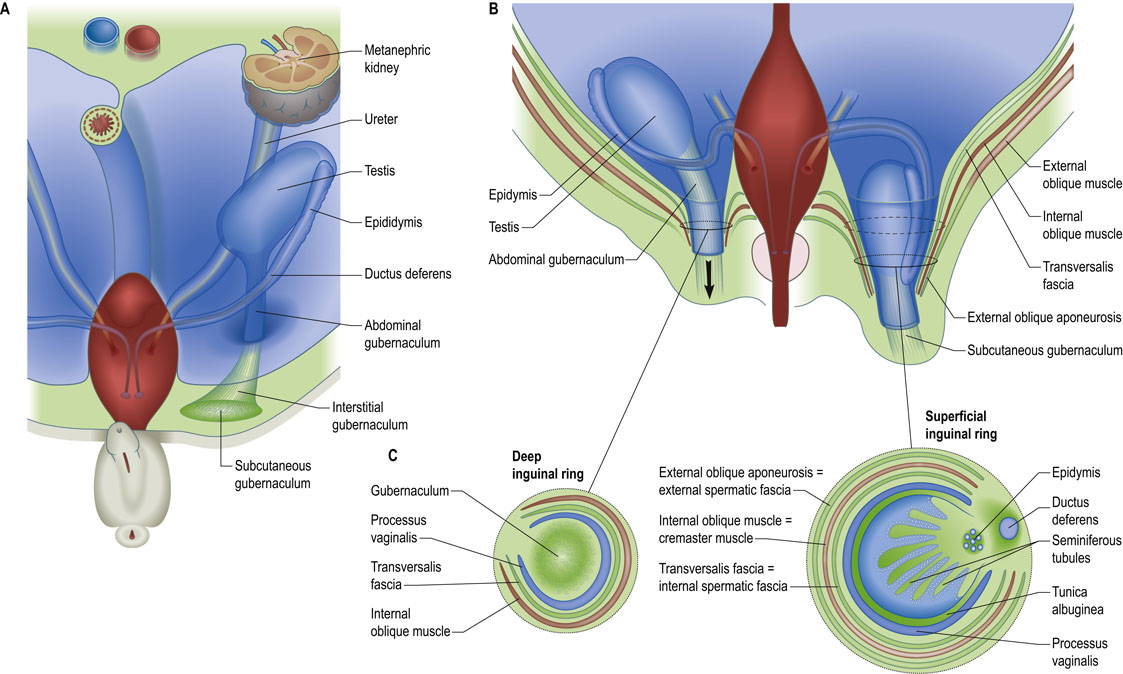 A
Metanephric
kidney
Ureter
Testis
Epididymis
Ductus deferens
Abdominal
gubernaculum
Interstitial
gubernaculum
Subcutaneous
gubernaculum
B
Epidymis
Testis
Abdominal gubernaculum
External
oblique muscle
Internal
oblique muscle
Transversalis
fascia
External oblique aponeurosis
Subcutaneous gubernaculum
C
Deep
inguinal ring
Gubernaculum
Processus
vaginalis
Transversalis
fascia
Internal
oblique muscle
Superficial
inguinal ring
External oblique aponeurosis =
external spermatic fascia
Internal oblique muscle =
cremaster muscle
Transversalis fascia =
internal spermatic fascia
Epidymis
Ductus
deferens
Seminiferous
tubules
Tunica
albuginea
Processus
vaginalis